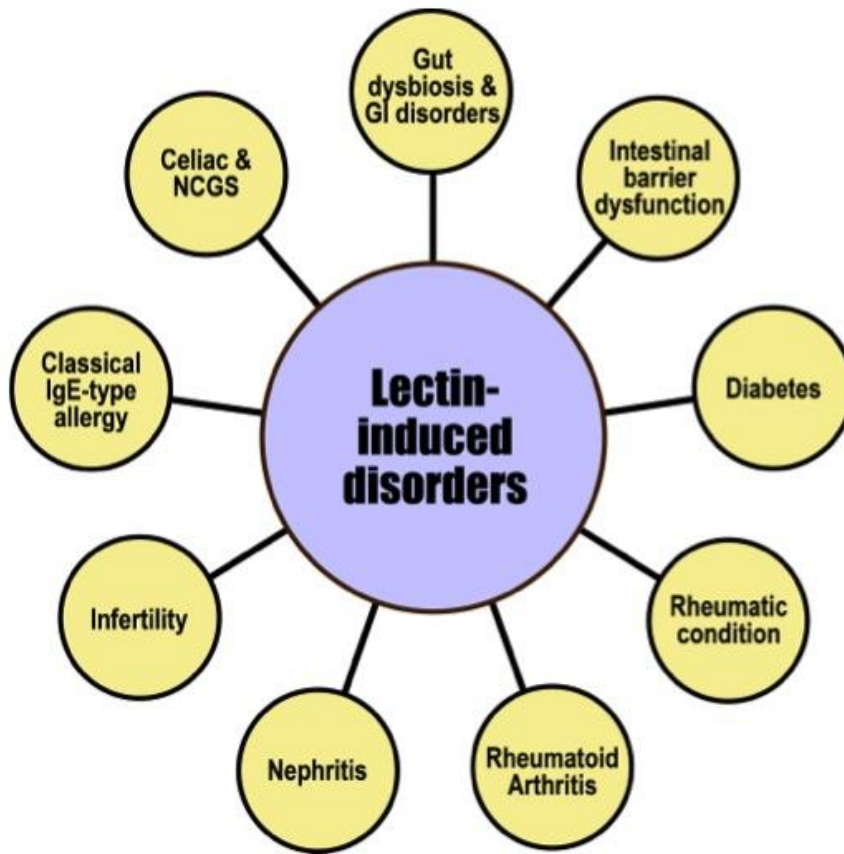 Gut
dysbiosis &
GI disorders
Intestinal
barrier
dysfunction
Diabetes
Rheumatic
condition
Rheumatoid
Arthritis
Nephritis
Infertility
Classical
IgE-type
allergy
Celiac &
NCGS
Lectin-
induced
disorders